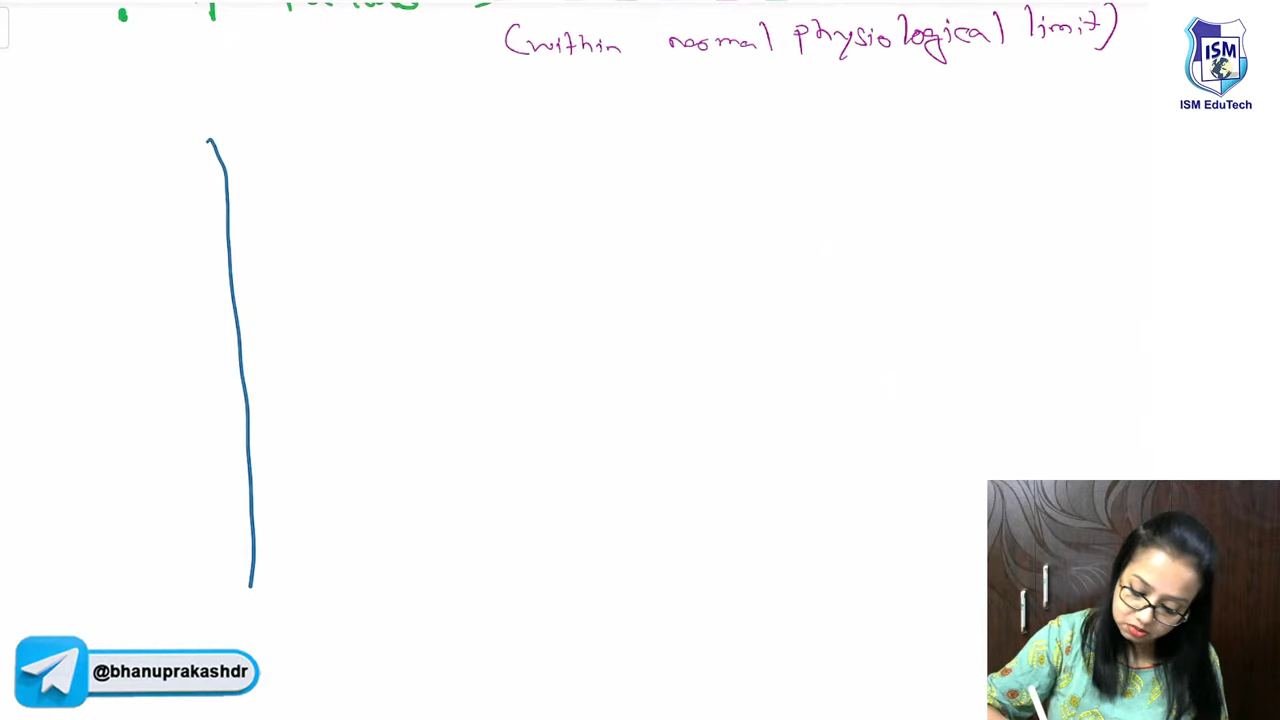 (within normal physiological limit)
ISM
ISM EduTech
@bhanuprakashdr